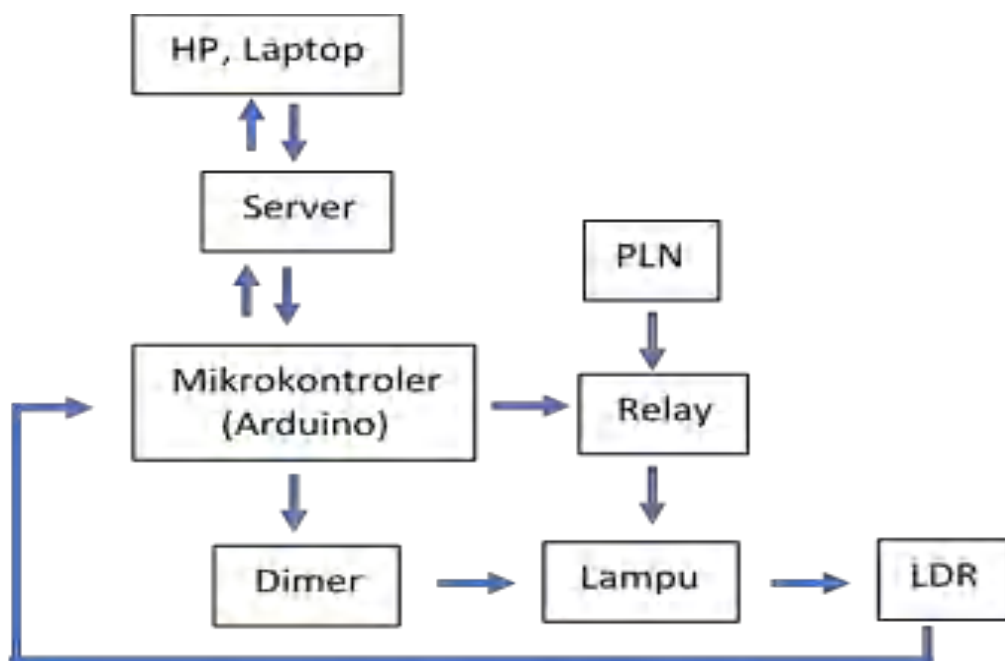 HP, Laptop
Server
PLN
Mikrokontroler
(Arduino)
Relay
Dimer
Lampu
LDR